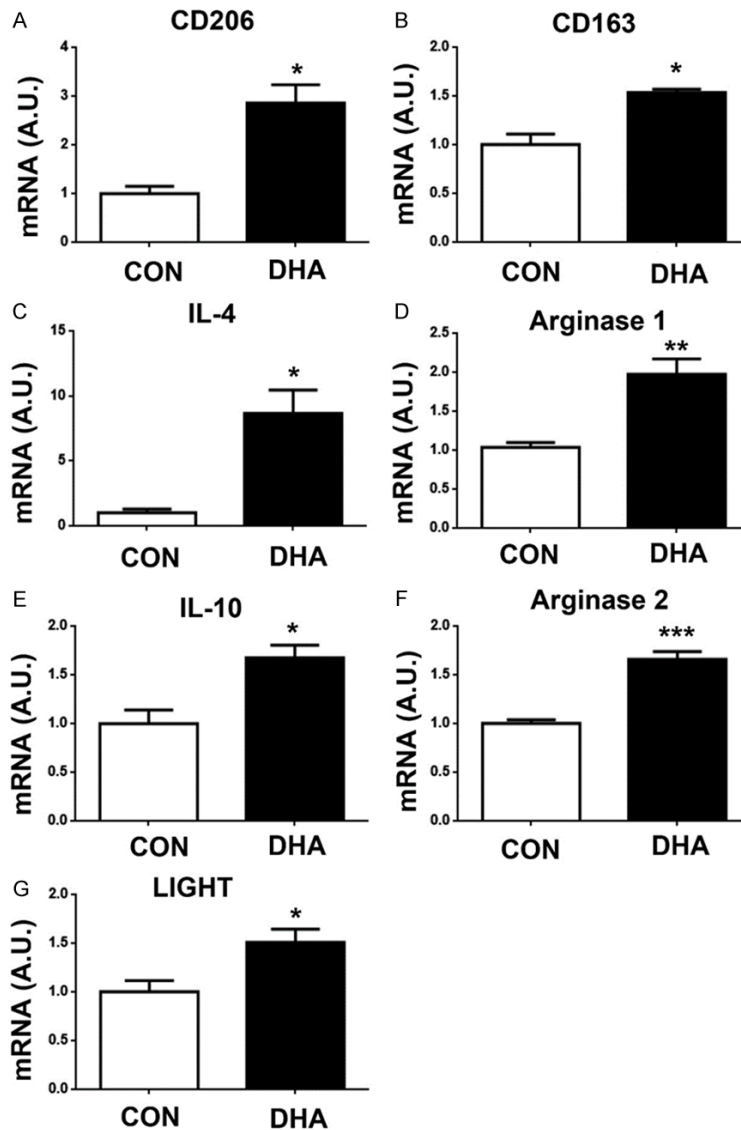 A
CD206
mRNA (A.U.)
4
3
2
1
0
*
CON
DHA
B
CD163
mRNA (A.U.)
2.0
1.5
1.0
0.5
0.0
*
CON
DHA
C
IL-4
mRNA (A.U.)
15
10
5
0
*
CON
DHA
D
Arginase 1
mRNA (A.U.)
2.5
2.0
1.5
1.0
0.5
0.0
**
CON
DHA
E
IL-10
mRNA (A.U.)
2.0
1.5
1.0
0.5
0.0
*
CON
DHA
F
Arginase 2
mRNA (A.U.)
2.0
1.5
1.0
0.5
0.0
***
CON
DHA
G
LIGHT
mRNA (A.U.)
2.0
1.5
1.0
0.5
0.0
*
CON
DHA